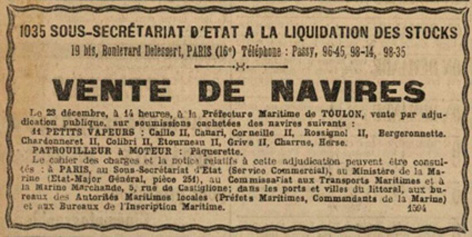 1035 SOUS-SECRÉTARIAT D'ETAT A LA LIQUIDATION DES STOCKS
19 bis, Boulevard Delessert, PARIS (16e) Téléphone : Passy, 96-45, 98-14, 98-35
VENTE DE NAVIRES
Le 23 décembre, à 14 heures, à la Préfecture Maritime de TOULON, vente par adju-
dication publique, sur soumissions cachetées des navires suivants :
11 PETITS VAPEURS : Caille II, Canari, Corneille II, Rossignol II, Bergeronnette.
Chardonneret II, Colibri II, Etourneau II, Grive II, Charrue, Herse.
PATROUILLEUR A MOTEUR : Pâquerette.
Le cahier des charges et la notice relatifs à cette adjudication peuvent être consul-
tés : à PARIS, au Sous-Secrétariat d'Etat (Service Commercial), au Ministère de la Ma-
rine (Etat-Major Général, pièce 254), au Commissariat aux Transports Maritimes et à
la Marine Marchande, 5, rue de Castiglione; dans les ports et villes du littoral, aux bu-
reaux des Autorités Maritimes locales (Préfets Maritimes, Commandants de la Marine)
et aux Bureaux de l'Inscription Maritime. 1594